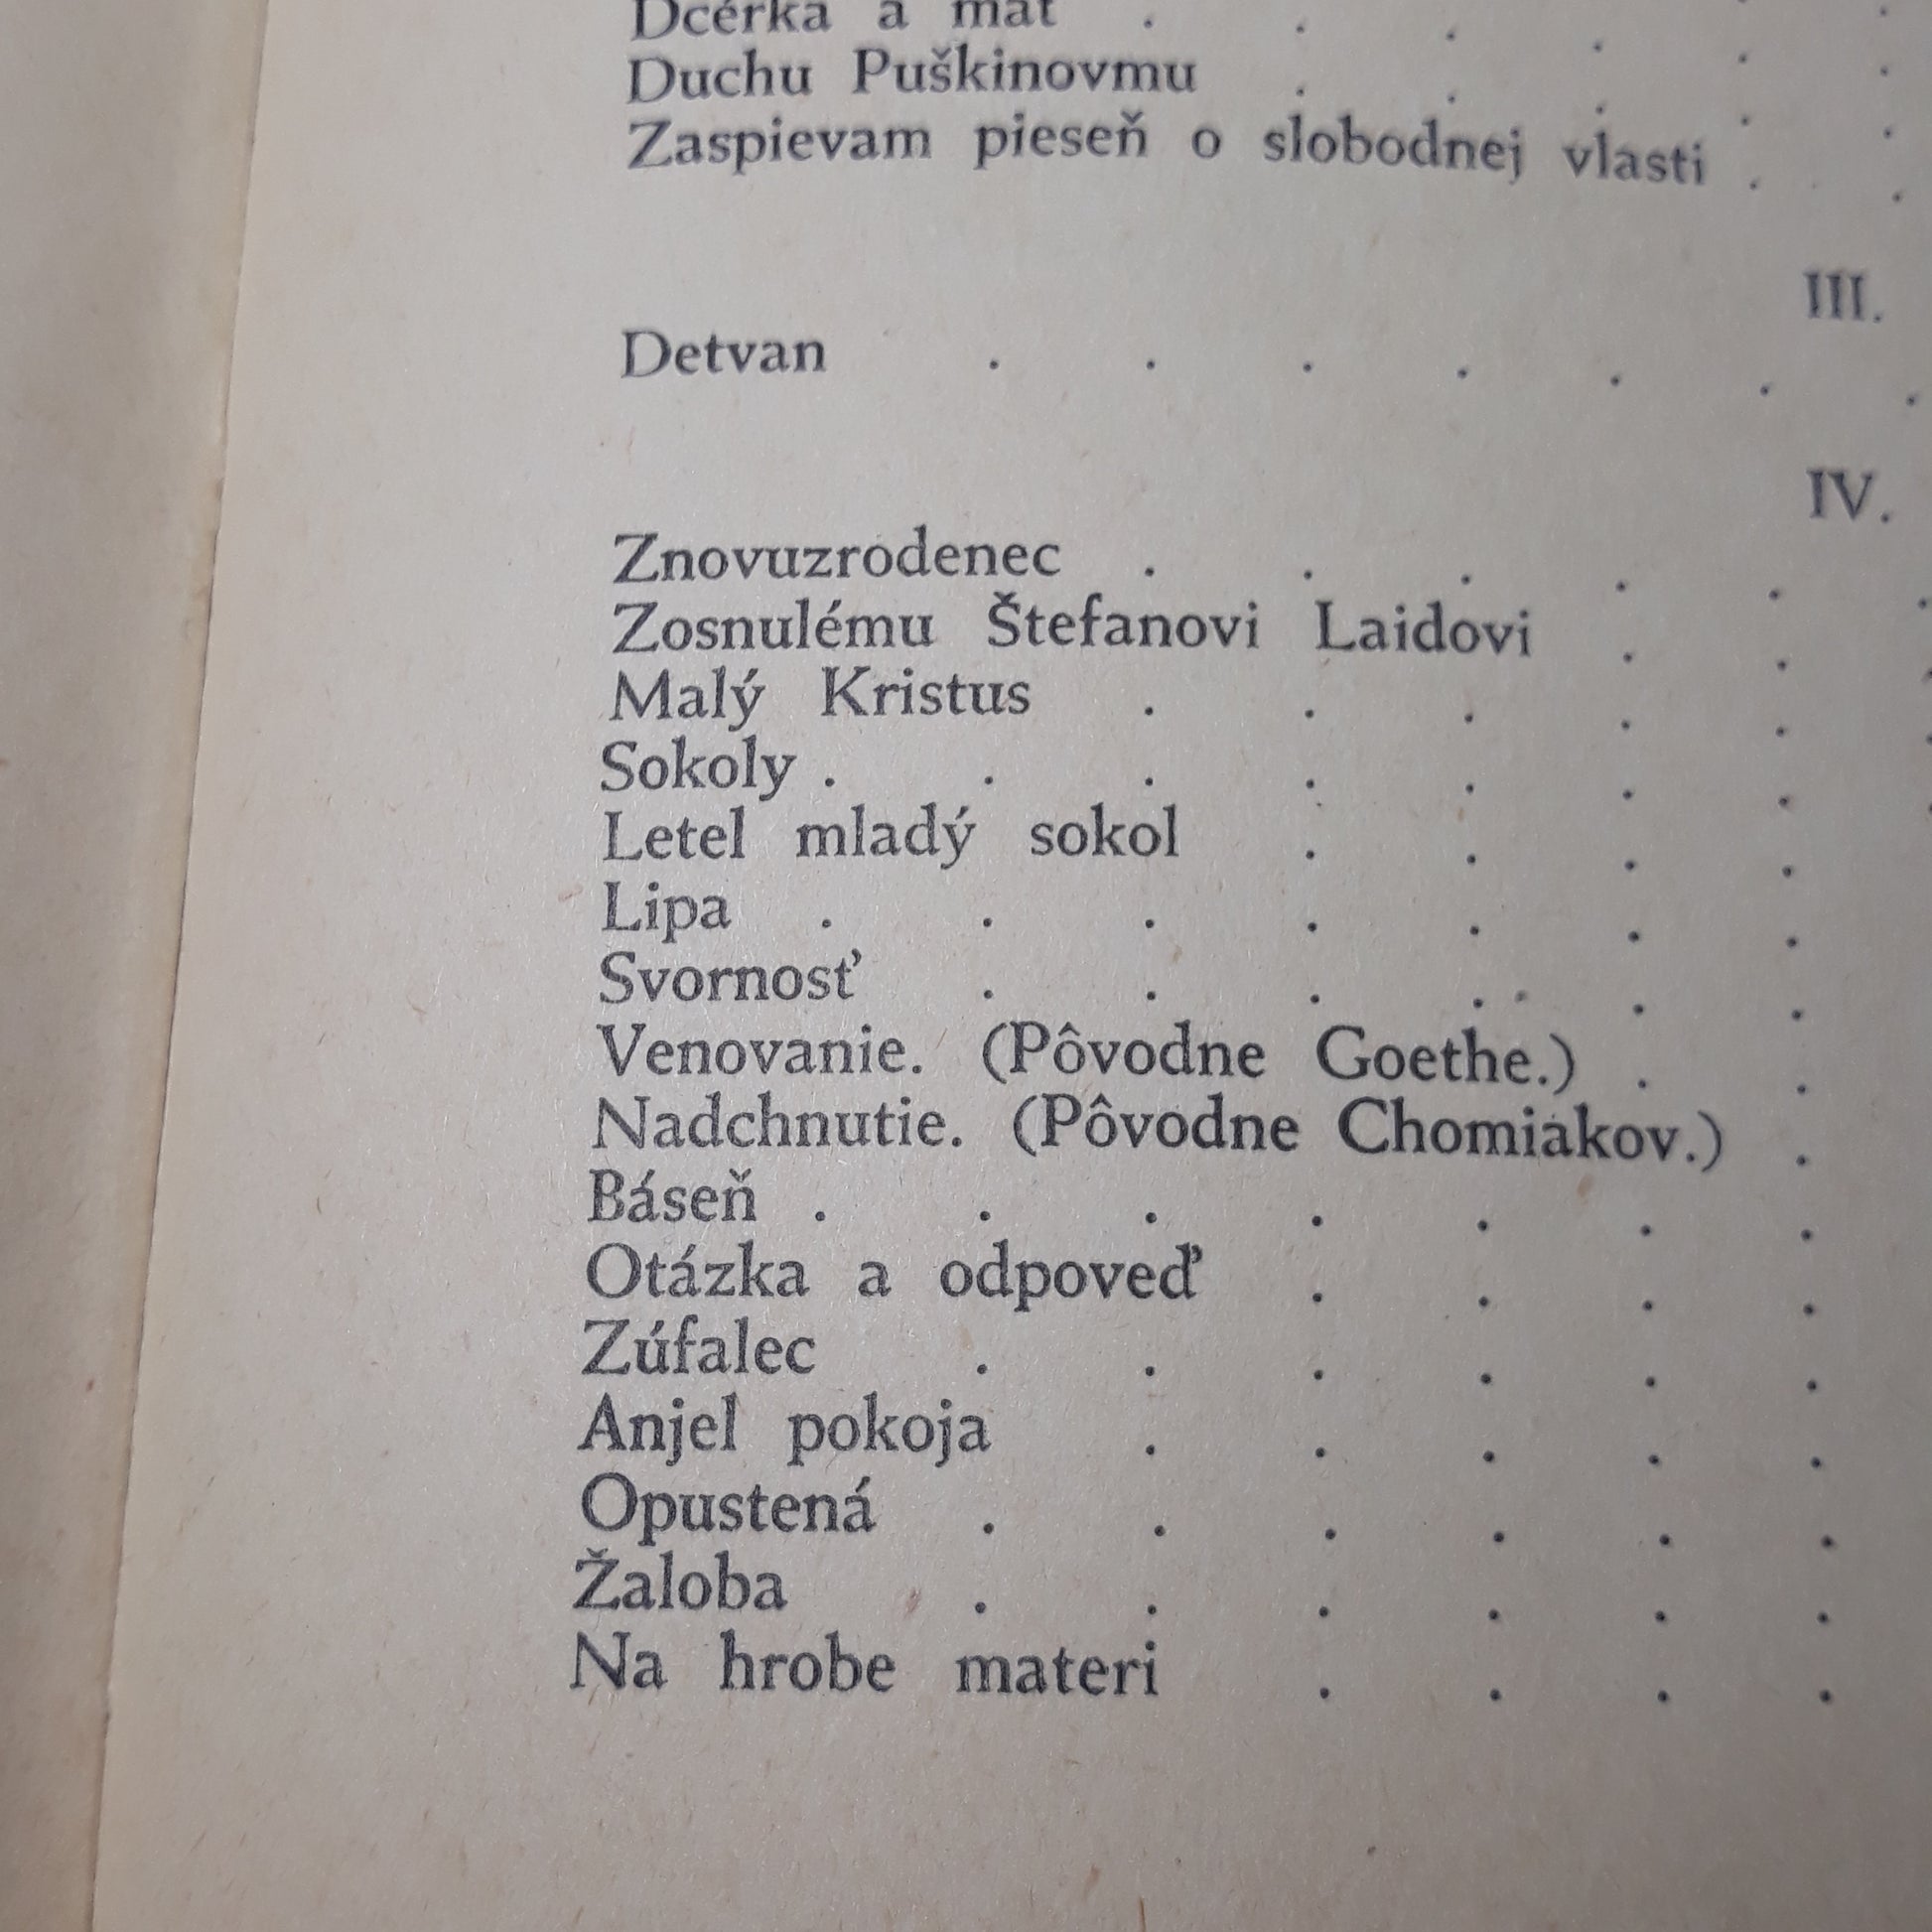 Dcérka a mať . . . . . .
Duchu Puškinovmu . . . . .
Zaspievam pieseň o slobodnej vlasti . .
III.
Detvan . . . . . . .
IV.
Znovuzrodenec . . . . . .
Zosnulému Štefanovi Laidovi . . .
Malý Kristus . . . . . .
Sokoly . . . . . . . .
Letel mladý sokol . . . .
Lipa . . . . . . .
Svornosť . . . . . .
Venovanie. (Pôvodne Goethe.) . .
Nadchnutie. (Pôvodne Chomiakov.) .
Báseň . . . . . . .
Otázka a odpoveď . . . .
Zúfalec . . . . . .
Anjel pokoja . . . . .
Opustená . . . . . .
Žaloba . . . . . .
Na hrobe materi . . . .